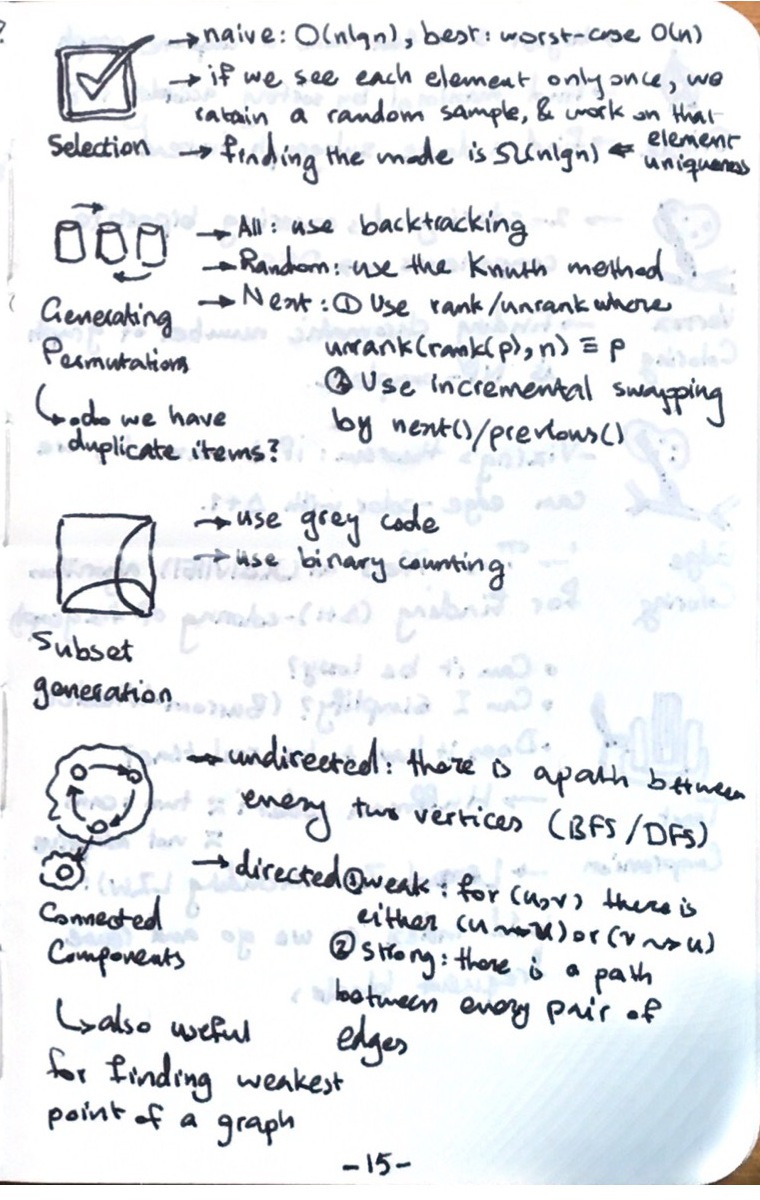 → naive: O(nlgn), best: worst-case O(n)
→ if we see each element only once, we
retain a random sample, & work on that
Selection → finding the mode is Ω(nlgn) ⇐ element
uniqueness
→ All: use backtracking
→ Random: use the Knuth method
→ Next: ① Use rank/unrank where
unrank(rank(p),n) ≡ p
② Use incremental swapping
by next()/previous()
Generating
Permutations
↳ do we have
duplicate items?
→ use grey code
→ use binary counting
Subset
generation
→ undirected: there is a path between
every two vertices (BFS/DFS)
→ directed ① weak: for (u,v) there is
either (u ⇝ v) or (v ⇝ u)
② strong: there is a path
between every pair of
edges
Connected
Components
↳ also useful
for finding weakest
point of a graph
-15-